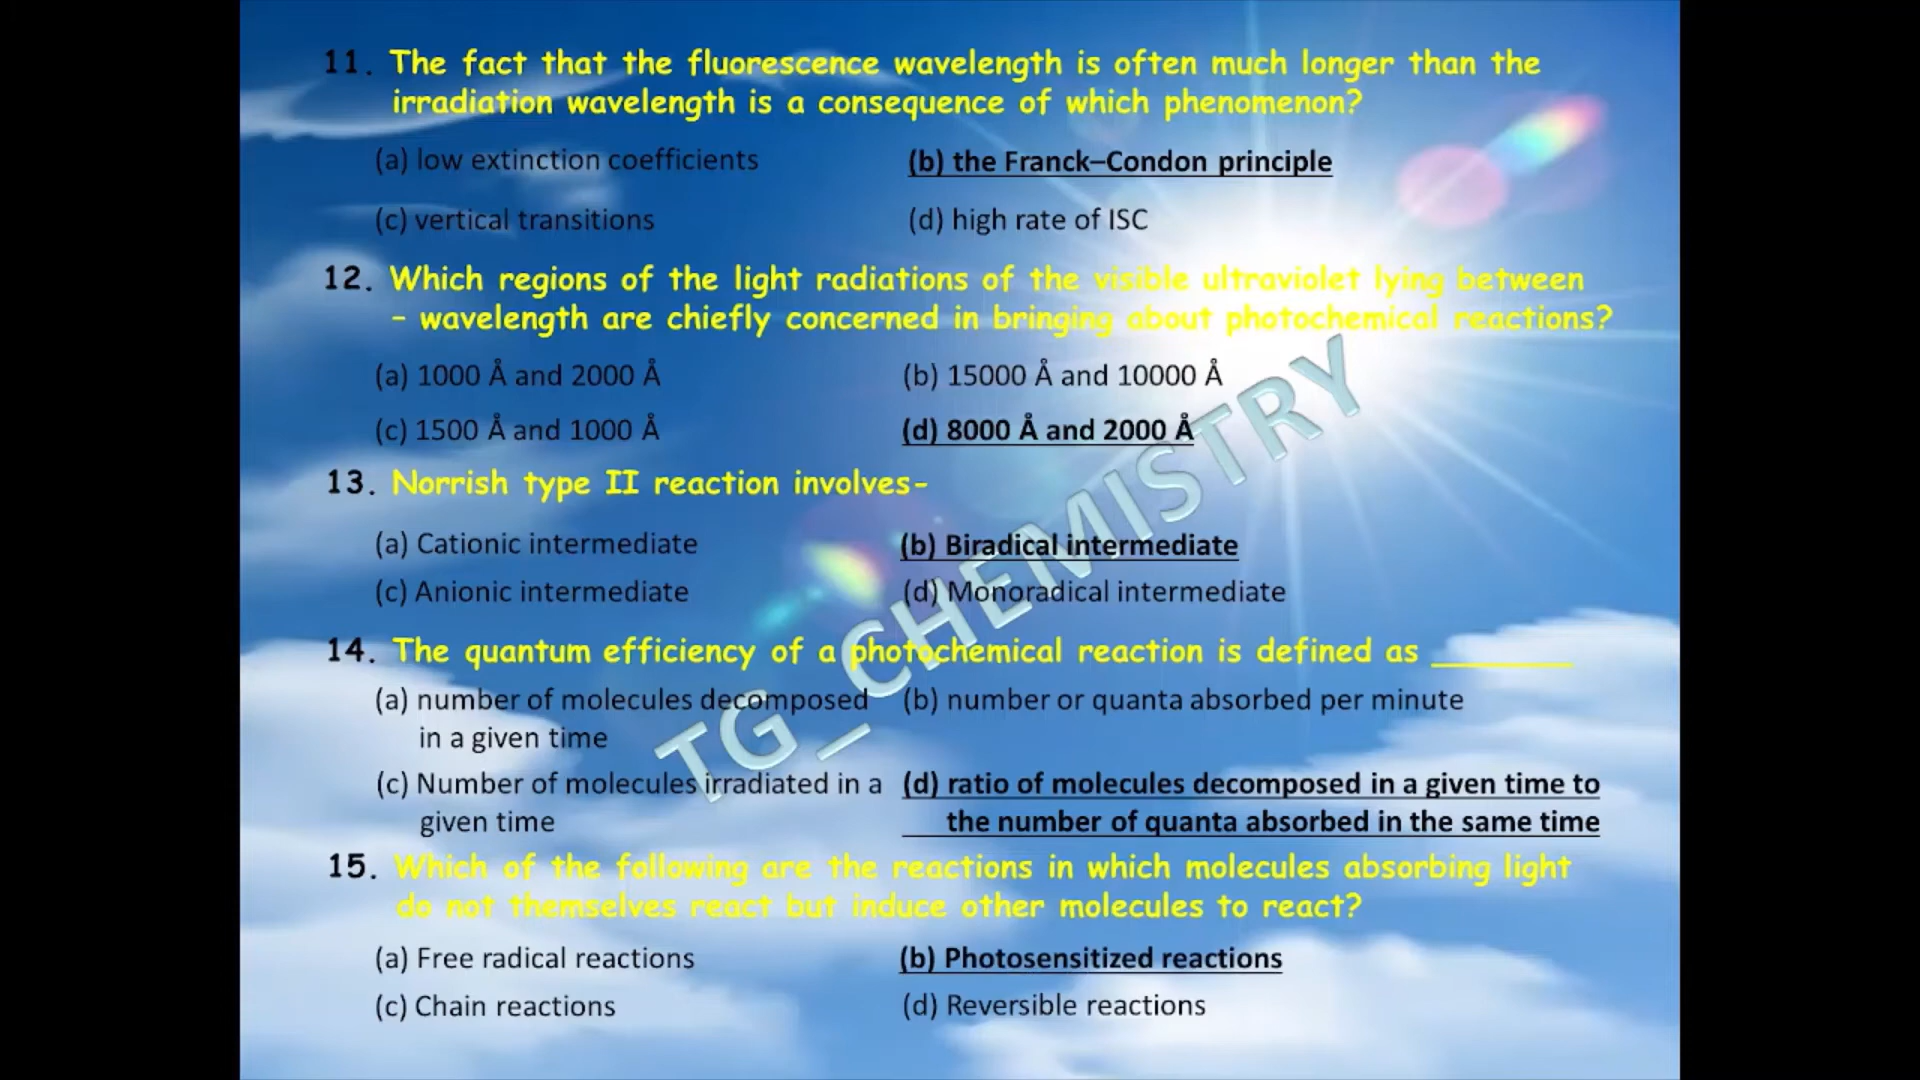 11. The fact that the fluorescence wavelength is often much longer than the
irradiation wavelength is a consequence of which phenomenon?
(a) low extinction coefficients (b) the Franck–Condon principle
(c) vertical transitions (d) high rate of ISC
12. Which regions of the light radiations of the visible ultraviolet lying between
– wavelength are chiefly concerned in bringing about photochemical reactions?
(a) 1000 Å and 2000 Å (b) 15000 Å and 10000 Å
(c) 1500 Å and 1000 Å (d) 8000 Å and 2000 Å
13. Norrish type II reaction involves-
(a) Cationic intermediate (b) Biradical intermediate
(c) Anionic intermediate (d) Monoradical intermediate
14. The quantum efficiency of a photochemical reaction is defined as ________
(a) number of molecules decomposed (b) number or quanta absorbed per minute
in a given time
(c) Number of molecules irradiated in a (d) ratio of molecules decomposed in a given time to
given time the number of quanta absorbed in the same time
15. Which of the following are the reactions in which molecules absorbing light
do not themselves react but induce other molecules to react?
(a) Free radical reactions (b) Photosensitized reactions
(c) Chain reactions (d) Reversible reactions
TG_CHEMISTRY